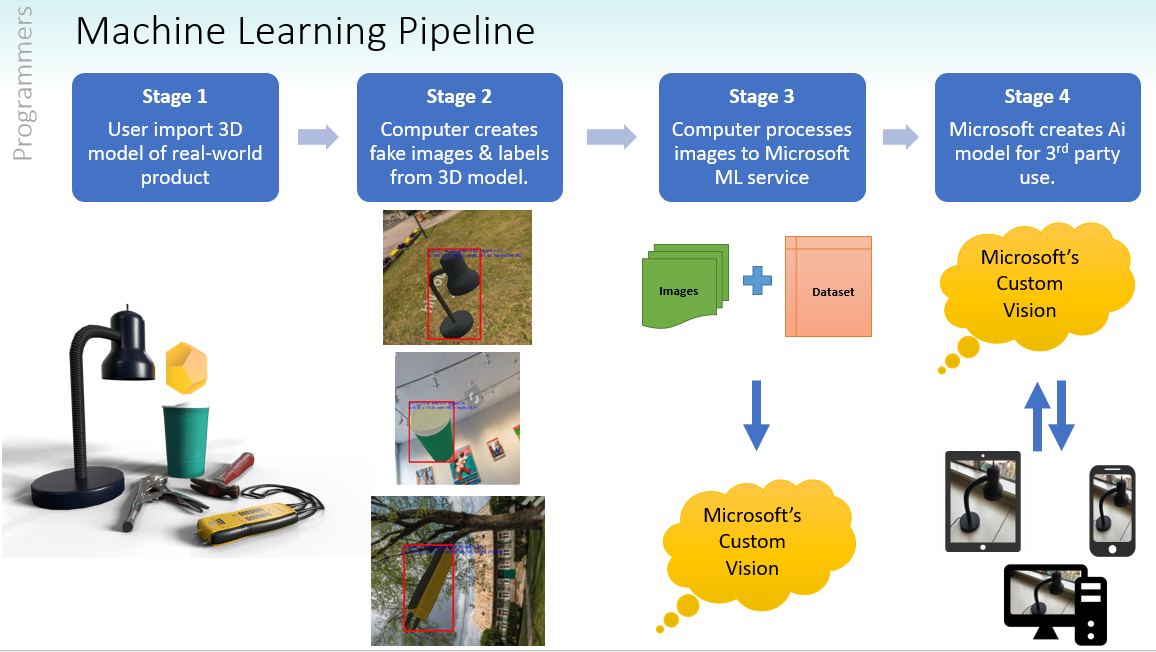 Programmers
Machine Learning Pipeline
Stage 1
User import 3D
model of real-world
product
Stage 2
Computer creates
fake images & labels
from 3D model.
Stage 3
Computer processes
images to Microsoft
ML service
Stage 4
Microsoft creates Ai
model for 3rd party
use.
Images
Dataset
Microsoft's
Custom
Vision
Microsoft's
Custom
Vision